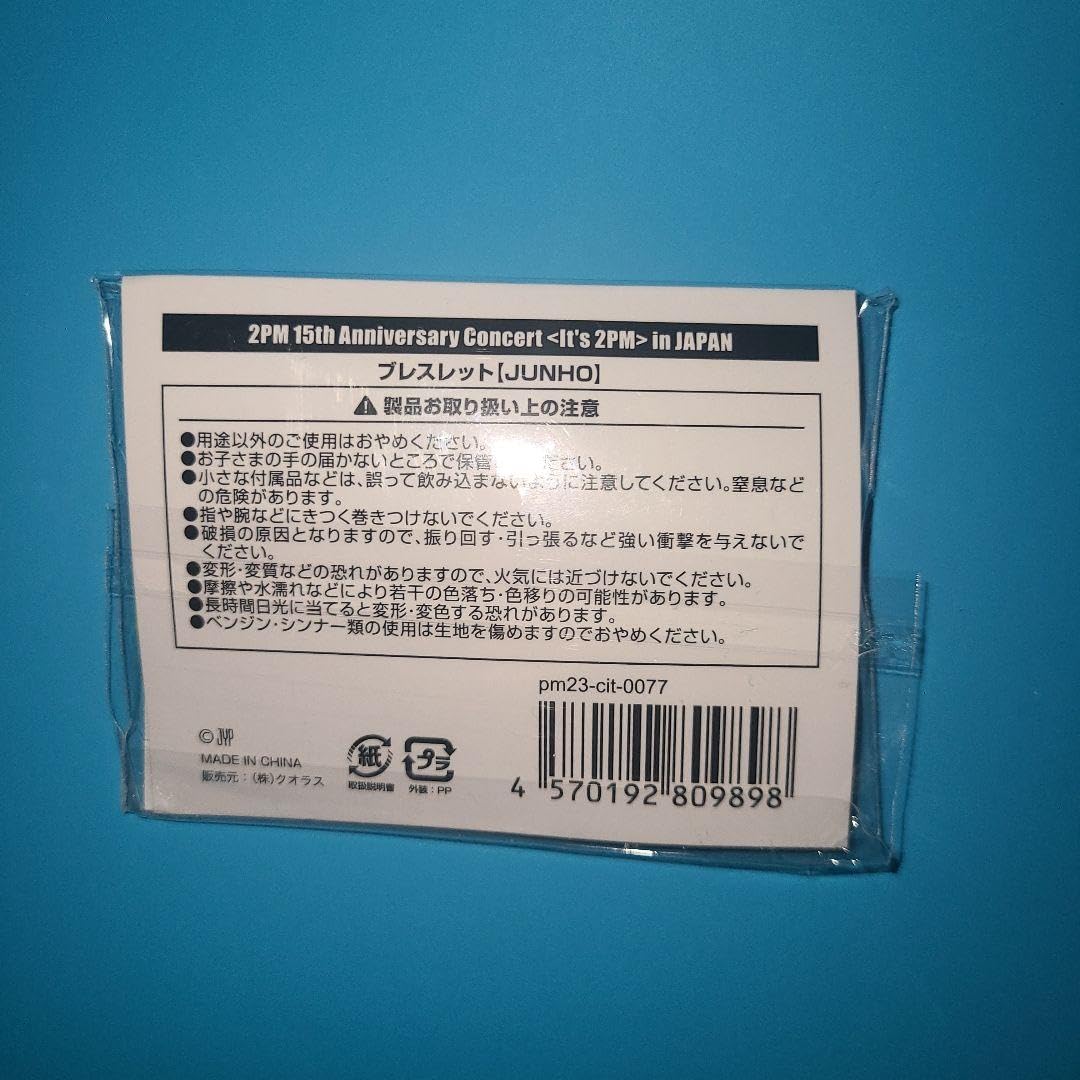 2PM 15th Anniversary Concert <It's 2PM> in JAPAN
ブレスレット【JUNHO】
製品お取り扱い上の注意
●用途以外のご使用はおやめください。
●お子さまの手の届かないところで保管ください。
●小さな付属品などは、誤って飲み込まないように注意してください。窒息など
の危険があります。
●指や腕などにきつく巻きつけないでください。
●破損の原因となりますので、振り回す・引っ張るなど強い衝撃を与えないで
ください。
●変形・変質などの恐れがありますので、火気には近づけないでください。
●摩擦や水濡れなどにより若干の色落ち・色移りの可能性があります。
●長時間日光に当てると変形・変色する恐れがあります。
●ベンジン・シンナー類の使用は生地を傷めますのでおやめください。
pm23-cit-0077
© JYP
MADE IN CHINA
販売元：(株)クオラス
紙
取扱説明書
プラ
外装：PP
4 570192 809898